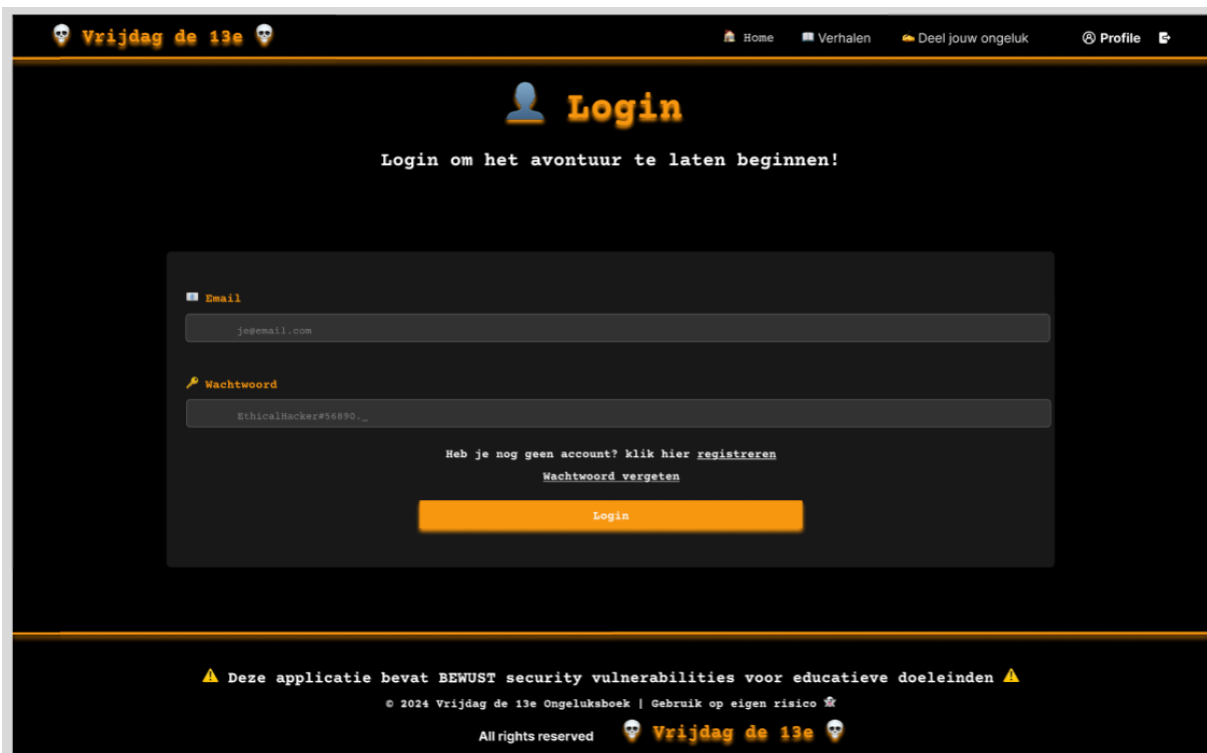 💀 Vrijdag de 13e 💀 🏠 Home 📖 Verhalen ✍️ Deel jouw ongeluk Profile
👤 Login
Login om het avontuur te laten beginnen!
📧 Email
je@email.com
🔑 Wachtwoord
EthicalHacker#56890._
Heb je nog geen account? klik hier registreren
Wachtwoord vergeten
Login
⚠️ Deze applicatie bevat BEWUST security vulnerabilities voor educatieve doeleinden ⚠️
© 2024 Vrijdag de 13e Ongeluksboek | Gebruik op eigen risico 👻
All rights reserved 💀 Vrijdag de 13e 💀